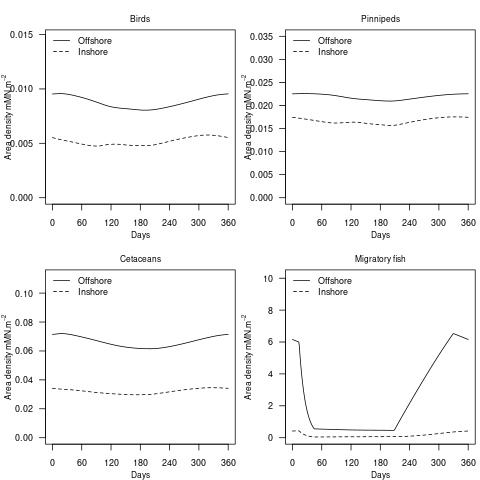 Birds
Area density mMN.m⁻²
0.015
0.010
0.005
0.000
Offshore
Inshore
0 60 120 180 240 300 360
Days
Pinnipeds
Area density mMN.m⁻²
0.035
0.030
0.025
0.020
0.015
0.010
0.005
0.000
Offshore
Inshore
0 60 120 180 240 300 360
Days
Cetaceans
Area density mMN.m⁻²
0.10
0.08
0.06
0.04
0.02
0.00
Offshore
Inshore
0 60 120 180 240 300 360
Days
Migratory fish
Area density mMN.m⁻²
10
8
6
4
2
0
Offshore
Inshore
0 60 120 180 240 300 360
Days